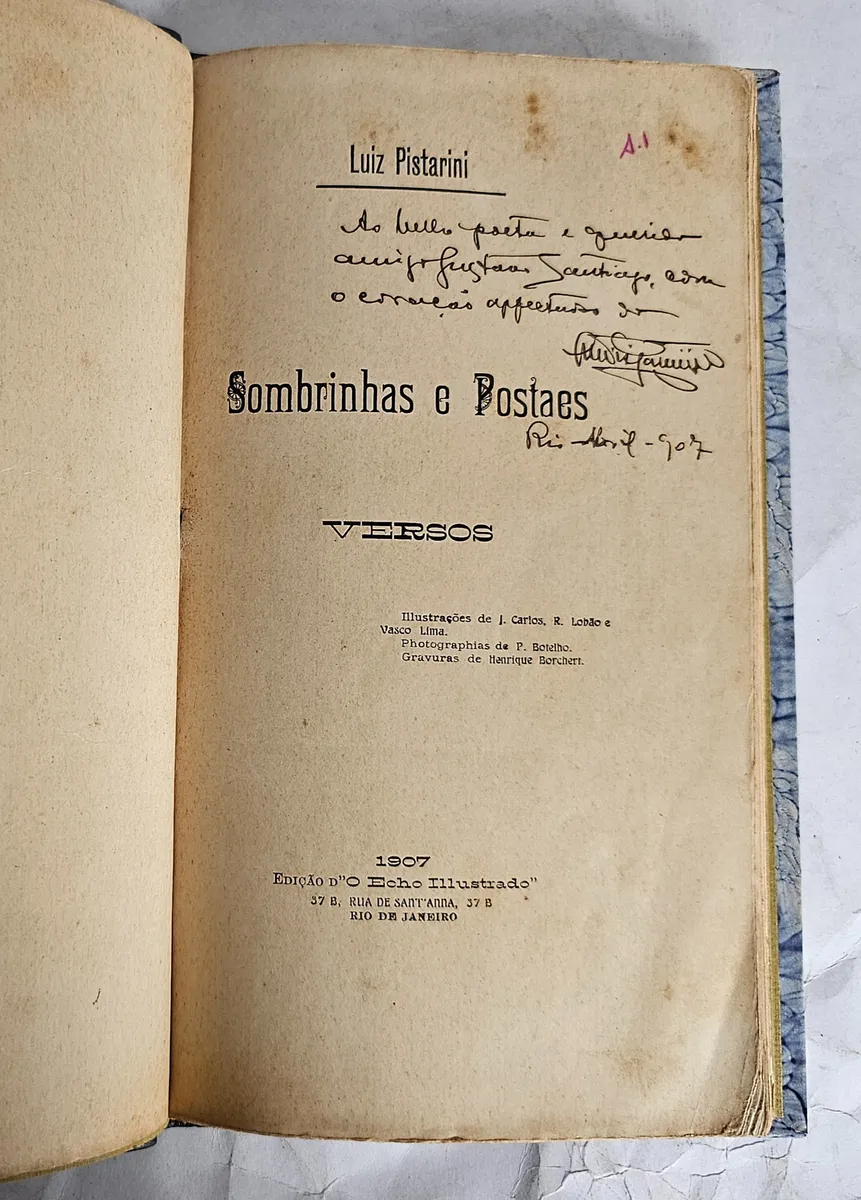 Luiz Pistarini
Ao bello poeta e querido
amigo Gustavo Santiago, com
o coração affectuoso do
Luiz Pistarini
Sombrinhas e Postaes
Rio - Abril - 907
VERSOS
Illustrações de J. Carlos, R. Lobão e
Vasco Lima.
Photographias de P. Botelho.
Gravuras de Henrique Borchert.
1907
EDIÇÃO D"O Echo Illustrado"
37 B, RUA DE SANT'ANNA, 37 B
RIO DE JANEIRO